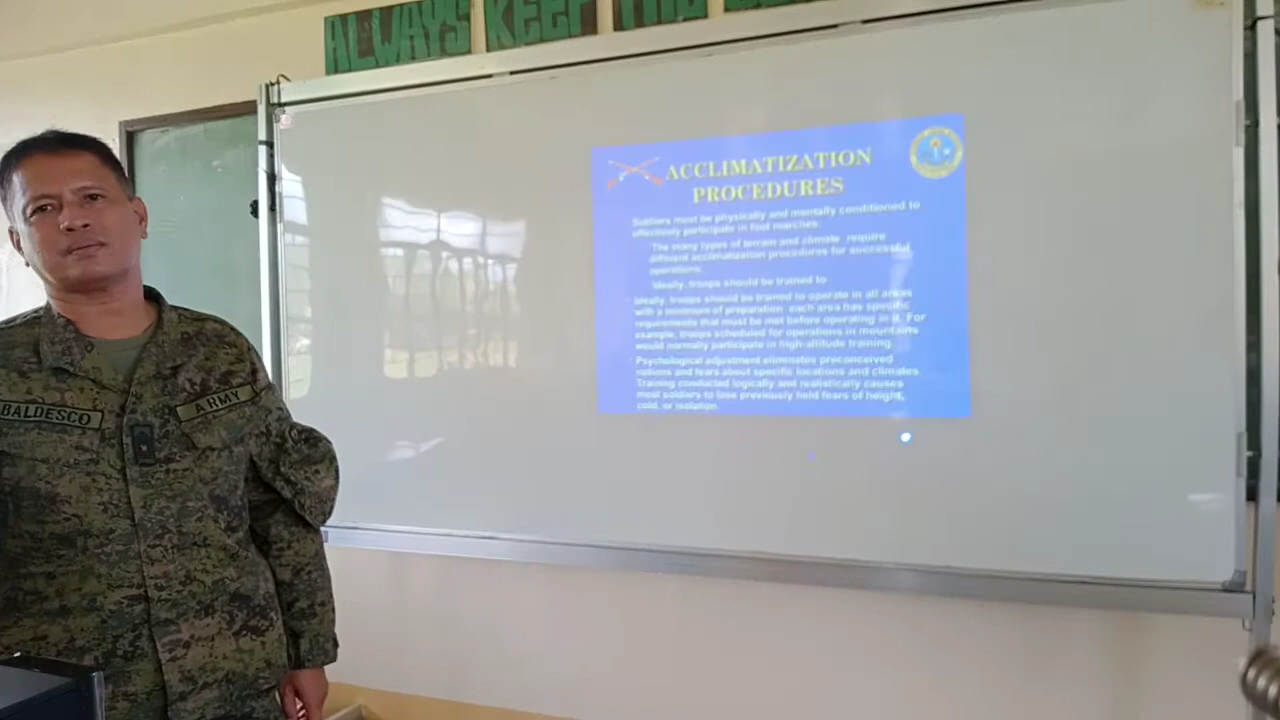 ALWAYS KEEP THE
BALDESCO
ARMY
ACCLIMATIZATION
PROCEDURES
Soldiers must be physically and mentally conditioned to
effectively participate in foot marches.
The many types of terrain and climate require
different acclimatization procedures for successful
operations.
Ideally, troops should be trained to
Ideally, troops should be trained to operate in all areas
with a minimum of preparation, each area has specific
requirements that must be met before operating in it. For
example, troops scheduled for operations in mountains
would normally participate in high-altitude training.
Psychological adjustment eliminates preconceived
notions and fears about specific locations and climates.
Training conducted logically and realistically causes
most soldiers to lose previously held fears of height,
cold, or isolation.